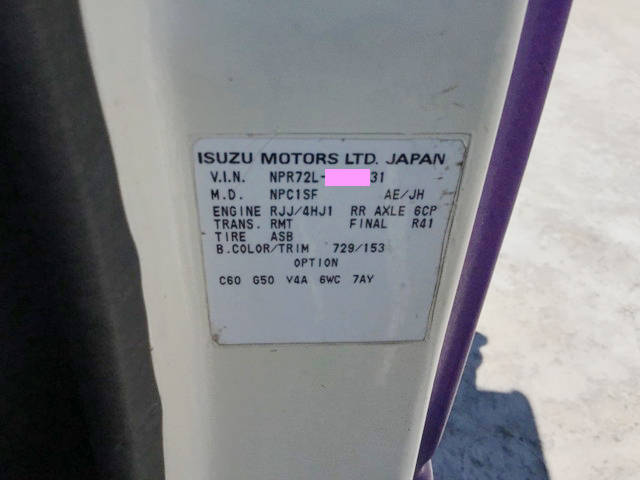 ISUZU MOTORS LTD. JAPAN
V.I.N. NPR72L- 31
M.D. NPC1SF AE/JH
ENGINE RJJ/4HJ1 RR AXLE 6CP
TRANS. RMT FINAL R41
TIRE ASB
B.COLOR/TRIM 729/153
OPTION
C60 G50 V4A 6WC 7AY